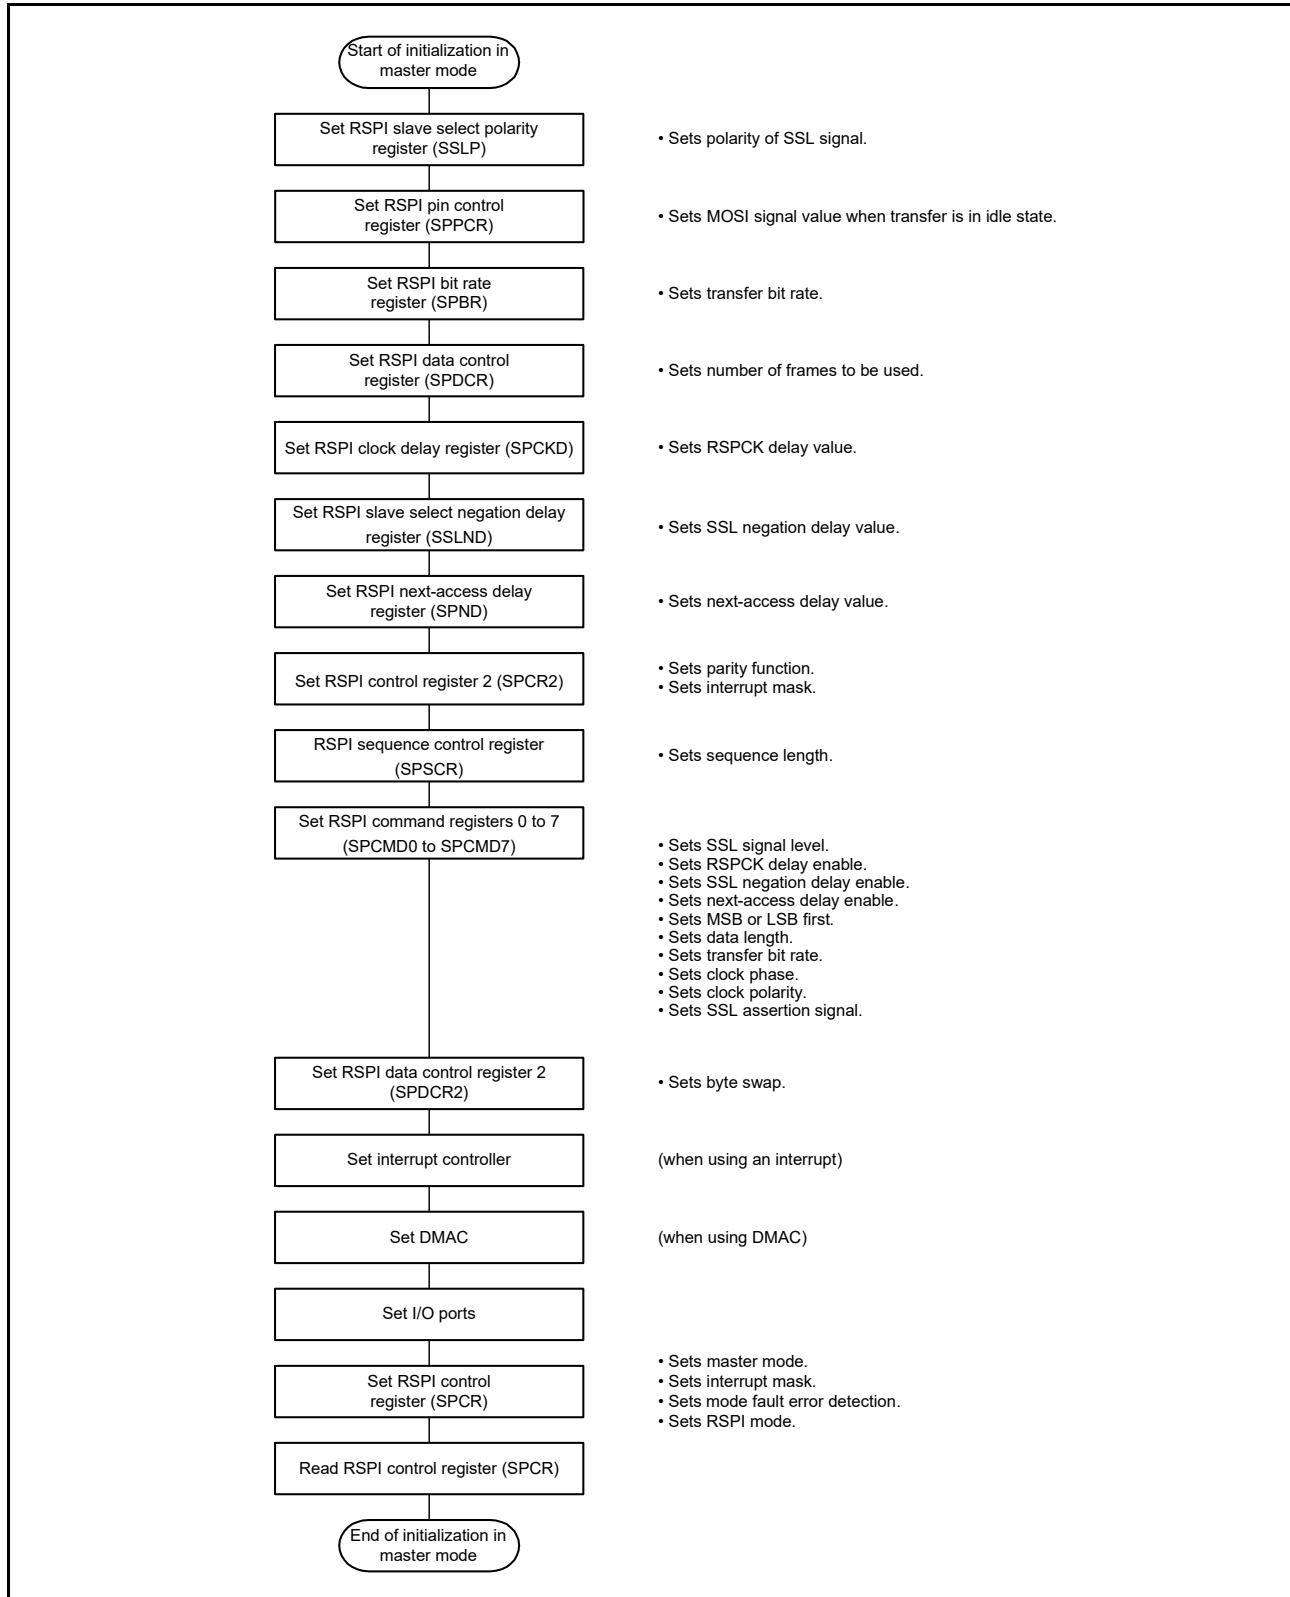 Start of initialization in
master mode
Set RSPI slave select polarity
register (SSLP)
• Sets polarity of SSL signal.
Set RSPI pin control
register (SPPCR)
• Sets MOSI signal value when transfer is in idle state.
Set RSPI bit rate
register (SPBR)
• Sets transfer bit rate.
Set RSPI data control
register (SPDCR)
• Sets number of frames to be used.
Set RSPI clock delay register (SPCKD)
• Sets RSPCK delay value.
Set RSPI slave select negation delay
register (SSLND)
• Sets SSL negation delay value.
Set RSPI next-access delay
register (SPND)
• Sets next-access delay value.
Set RSPI control register 2 (SPCR2)
• Sets parity function.
• Sets interrupt mask.
RSPI sequence control register
(SPSCR)
• Sets sequence length.
Set RSPI command registers 0 to 7
(SPCMD0 to SPCMD7)
• Sets SSL signal level.
• Sets RSPCK delay enable.
• Sets SSL negation delay enable.
• Sets next-access delay enable.
• Sets MSB or LSB first.
• Sets data length.
• Sets transfer bit rate.
• Sets clock phase.
• Sets clock polarity.
• Sets SSL assertion signal.
Set RSPI data control register 2
(SPDCR2)
• Sets byte swap.
Set interrupt controller
(when using an interrupt)
Set DMAC
(when using DMAC)
Set I/O ports
Set RSPI control
register (SPCR)
• Sets master mode.
• Sets interrupt mask.
• Sets mode fault error detection.
• Sets RSPI mode.
Read RSPI control register (SPCR)
End of initialization in
master mode